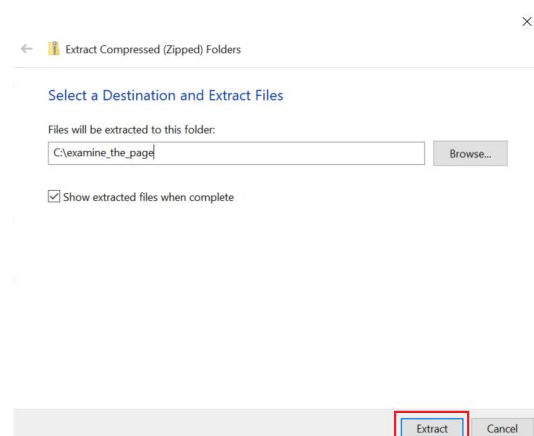 Extract Compressed (Zipped) Folders
Select a Destination and Extract Files
Files will be extracted to this folder:
C:\examine_the_page
Browse...
Show extracted files when complete
Extract
Cancel